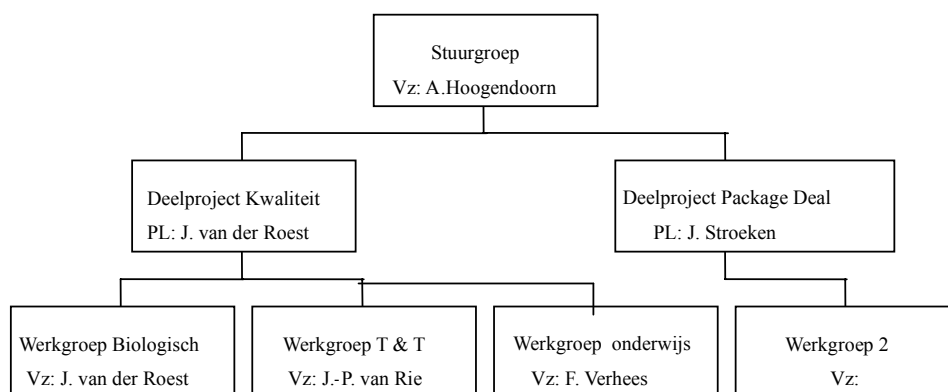 Stuurgroep
Vz: A.Hoogendoorn
Deelproject Kwaliteit
PL: J. van der Roest
Deelproject Package Deal
PL: J. Stroeken
Werkgroep Biologisch
Vz: J. van der Roest
Werkgroep T & T
Vz: J.-P. van Rie
Werkgroep onderwijs
Vz: F. Verhees
Werkgroep 2
Vz: